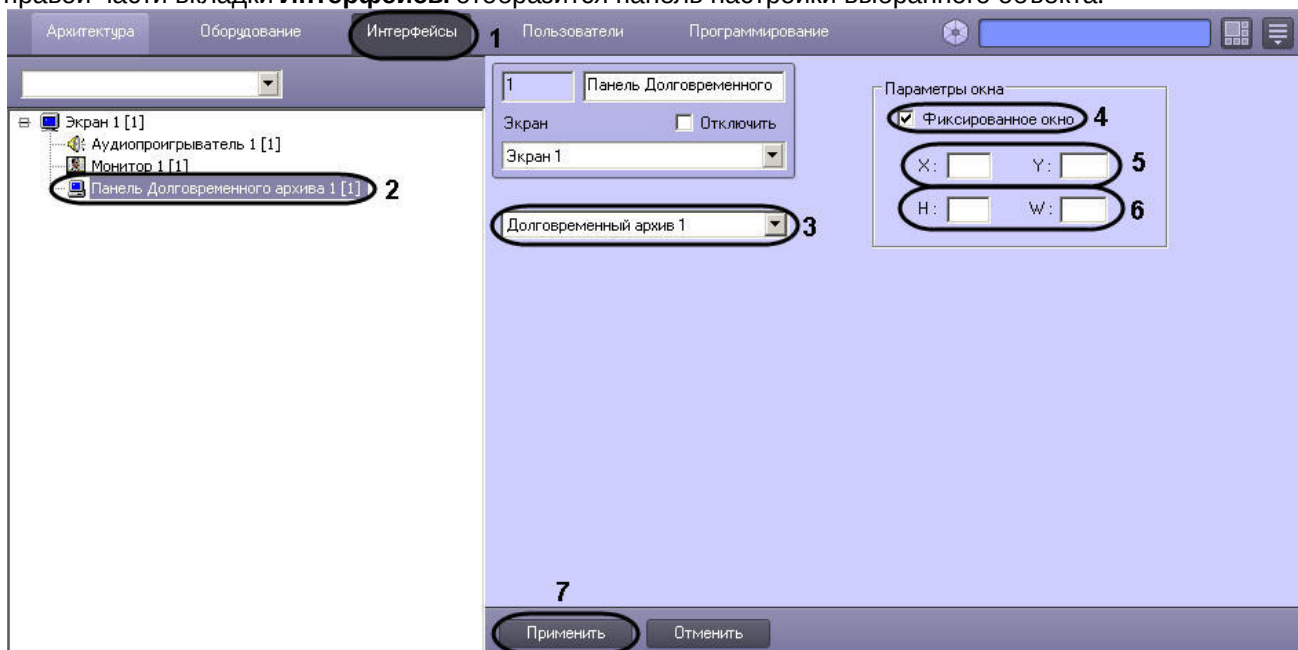 правой части вкладки Интерфейсы отобразится панель настройки выбранного объекта.
Архитектура Оборудование Интерфейсы 1 Пользователи Программирование
1 Панель Долговременного
Экран Отключить
Экран 1
Параметры окна
Фиксированное окно 4
X: Y: 5
H: W: 6
Экран 1 [1]
Аудиопроигрыватель 1 [1]
Монитор 1 [1]
Панель Долговременного архива 1 [1] 2
Долговременный архив 1 3
7
Применить Отменить